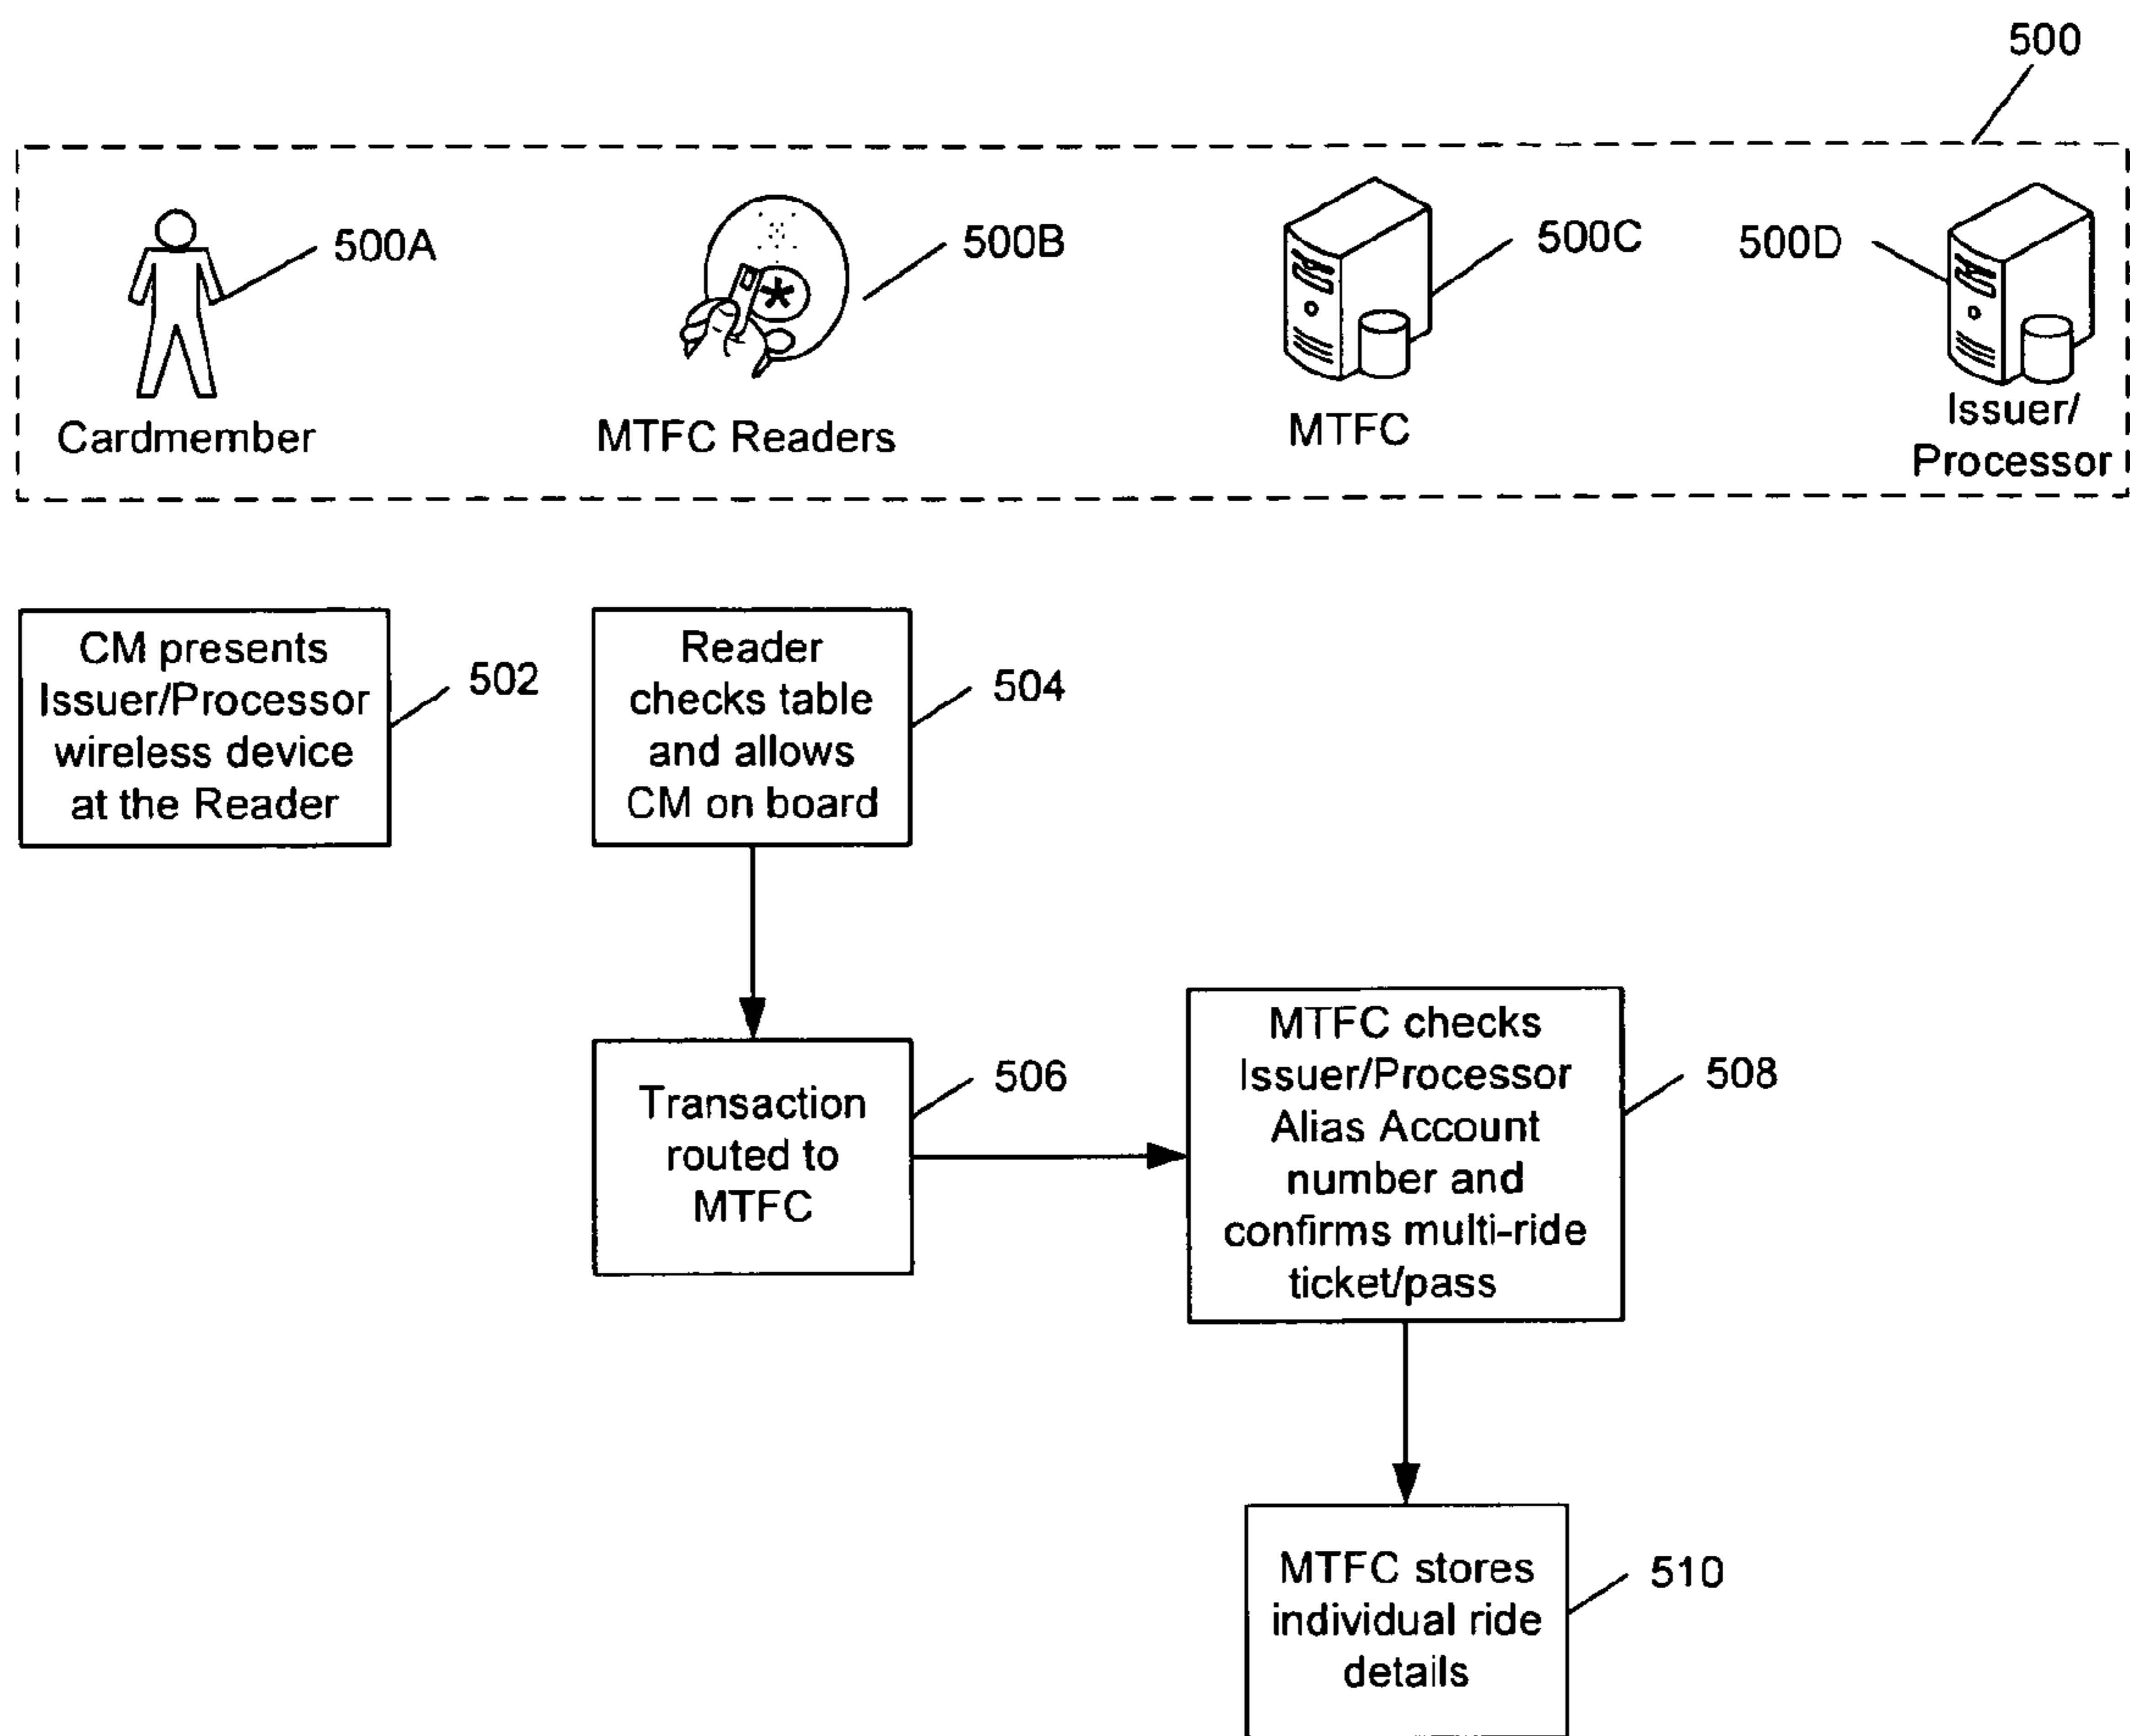 500
500A
500B
500C
500D
Cardmember
MTFC Readers
MTFC
Issuer/
Processor
CM presents
Issuer/Processor
wireless device
at the Reader
502
Reader
checks table
and allows
CM on board
504
Transaction
routed to
MTFC
506
MTFC checks
Issuer/Processor
Alias Account
number and
confirms multi-ride
ticket/pass
508
MTFC stores
individual ride
details
510